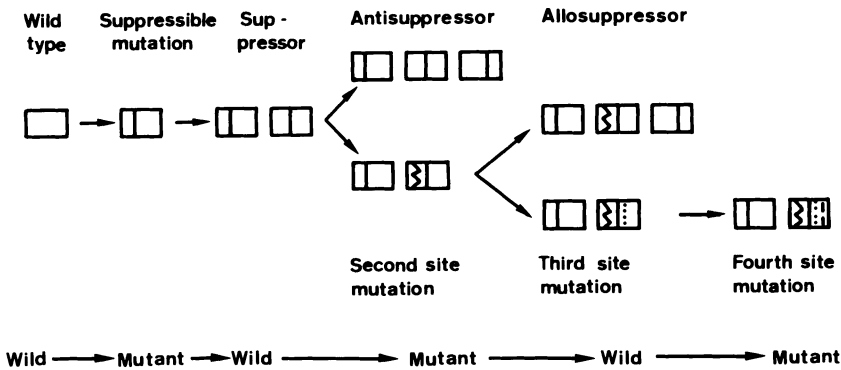 Wild
type
Suppressible
mutation
Sup -
pressor
Antisuppressor
Allosuppressor
Second site
mutation
Third site
mutation
Fourth site
mutation
Wild Mutant Wild Mutant Wild Mutant